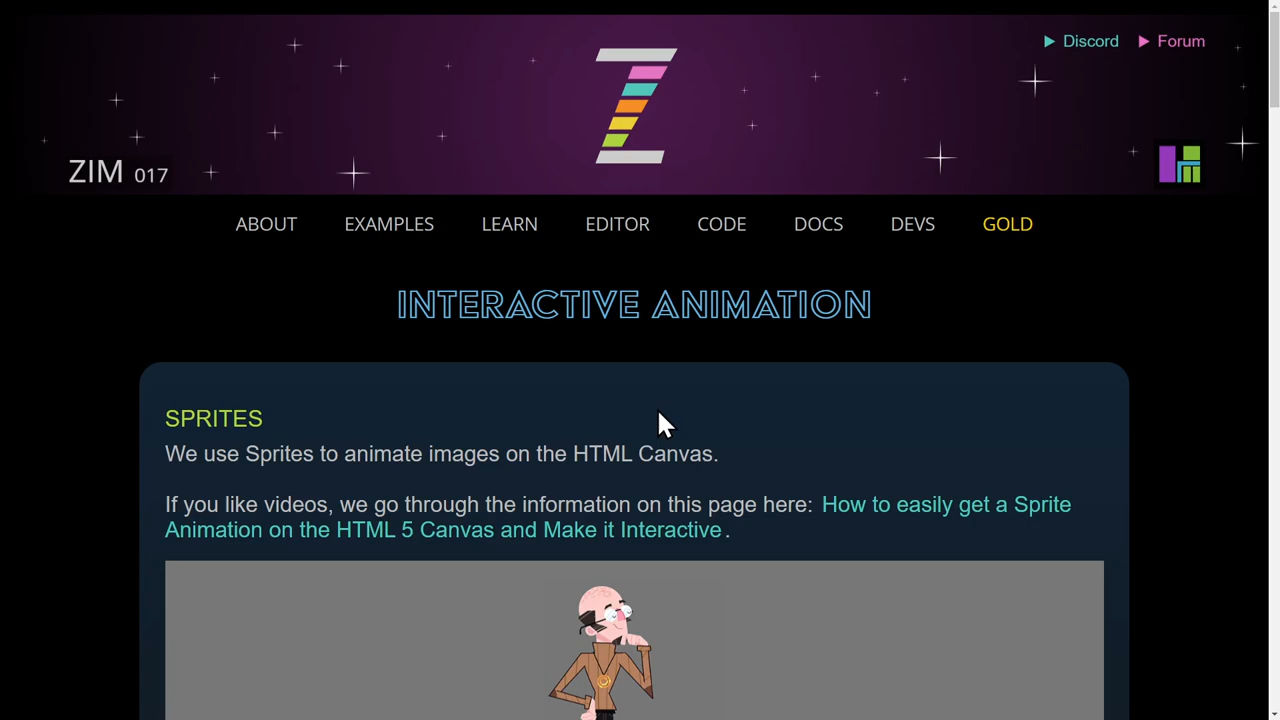 Discord Forum
ZIM 017
ABOUT EXAMPLES LEARN EDITOR CODE DOCS DEVS GOLD
INTERACTIVE ANIMATION
SPRITES
We use Sprites to animate images on the HTML Canvas.
If you like videos, we go through the information on this page here: How to easily get a Sprite
Animation on the HTML 5 Canvas and Make it Interactive.